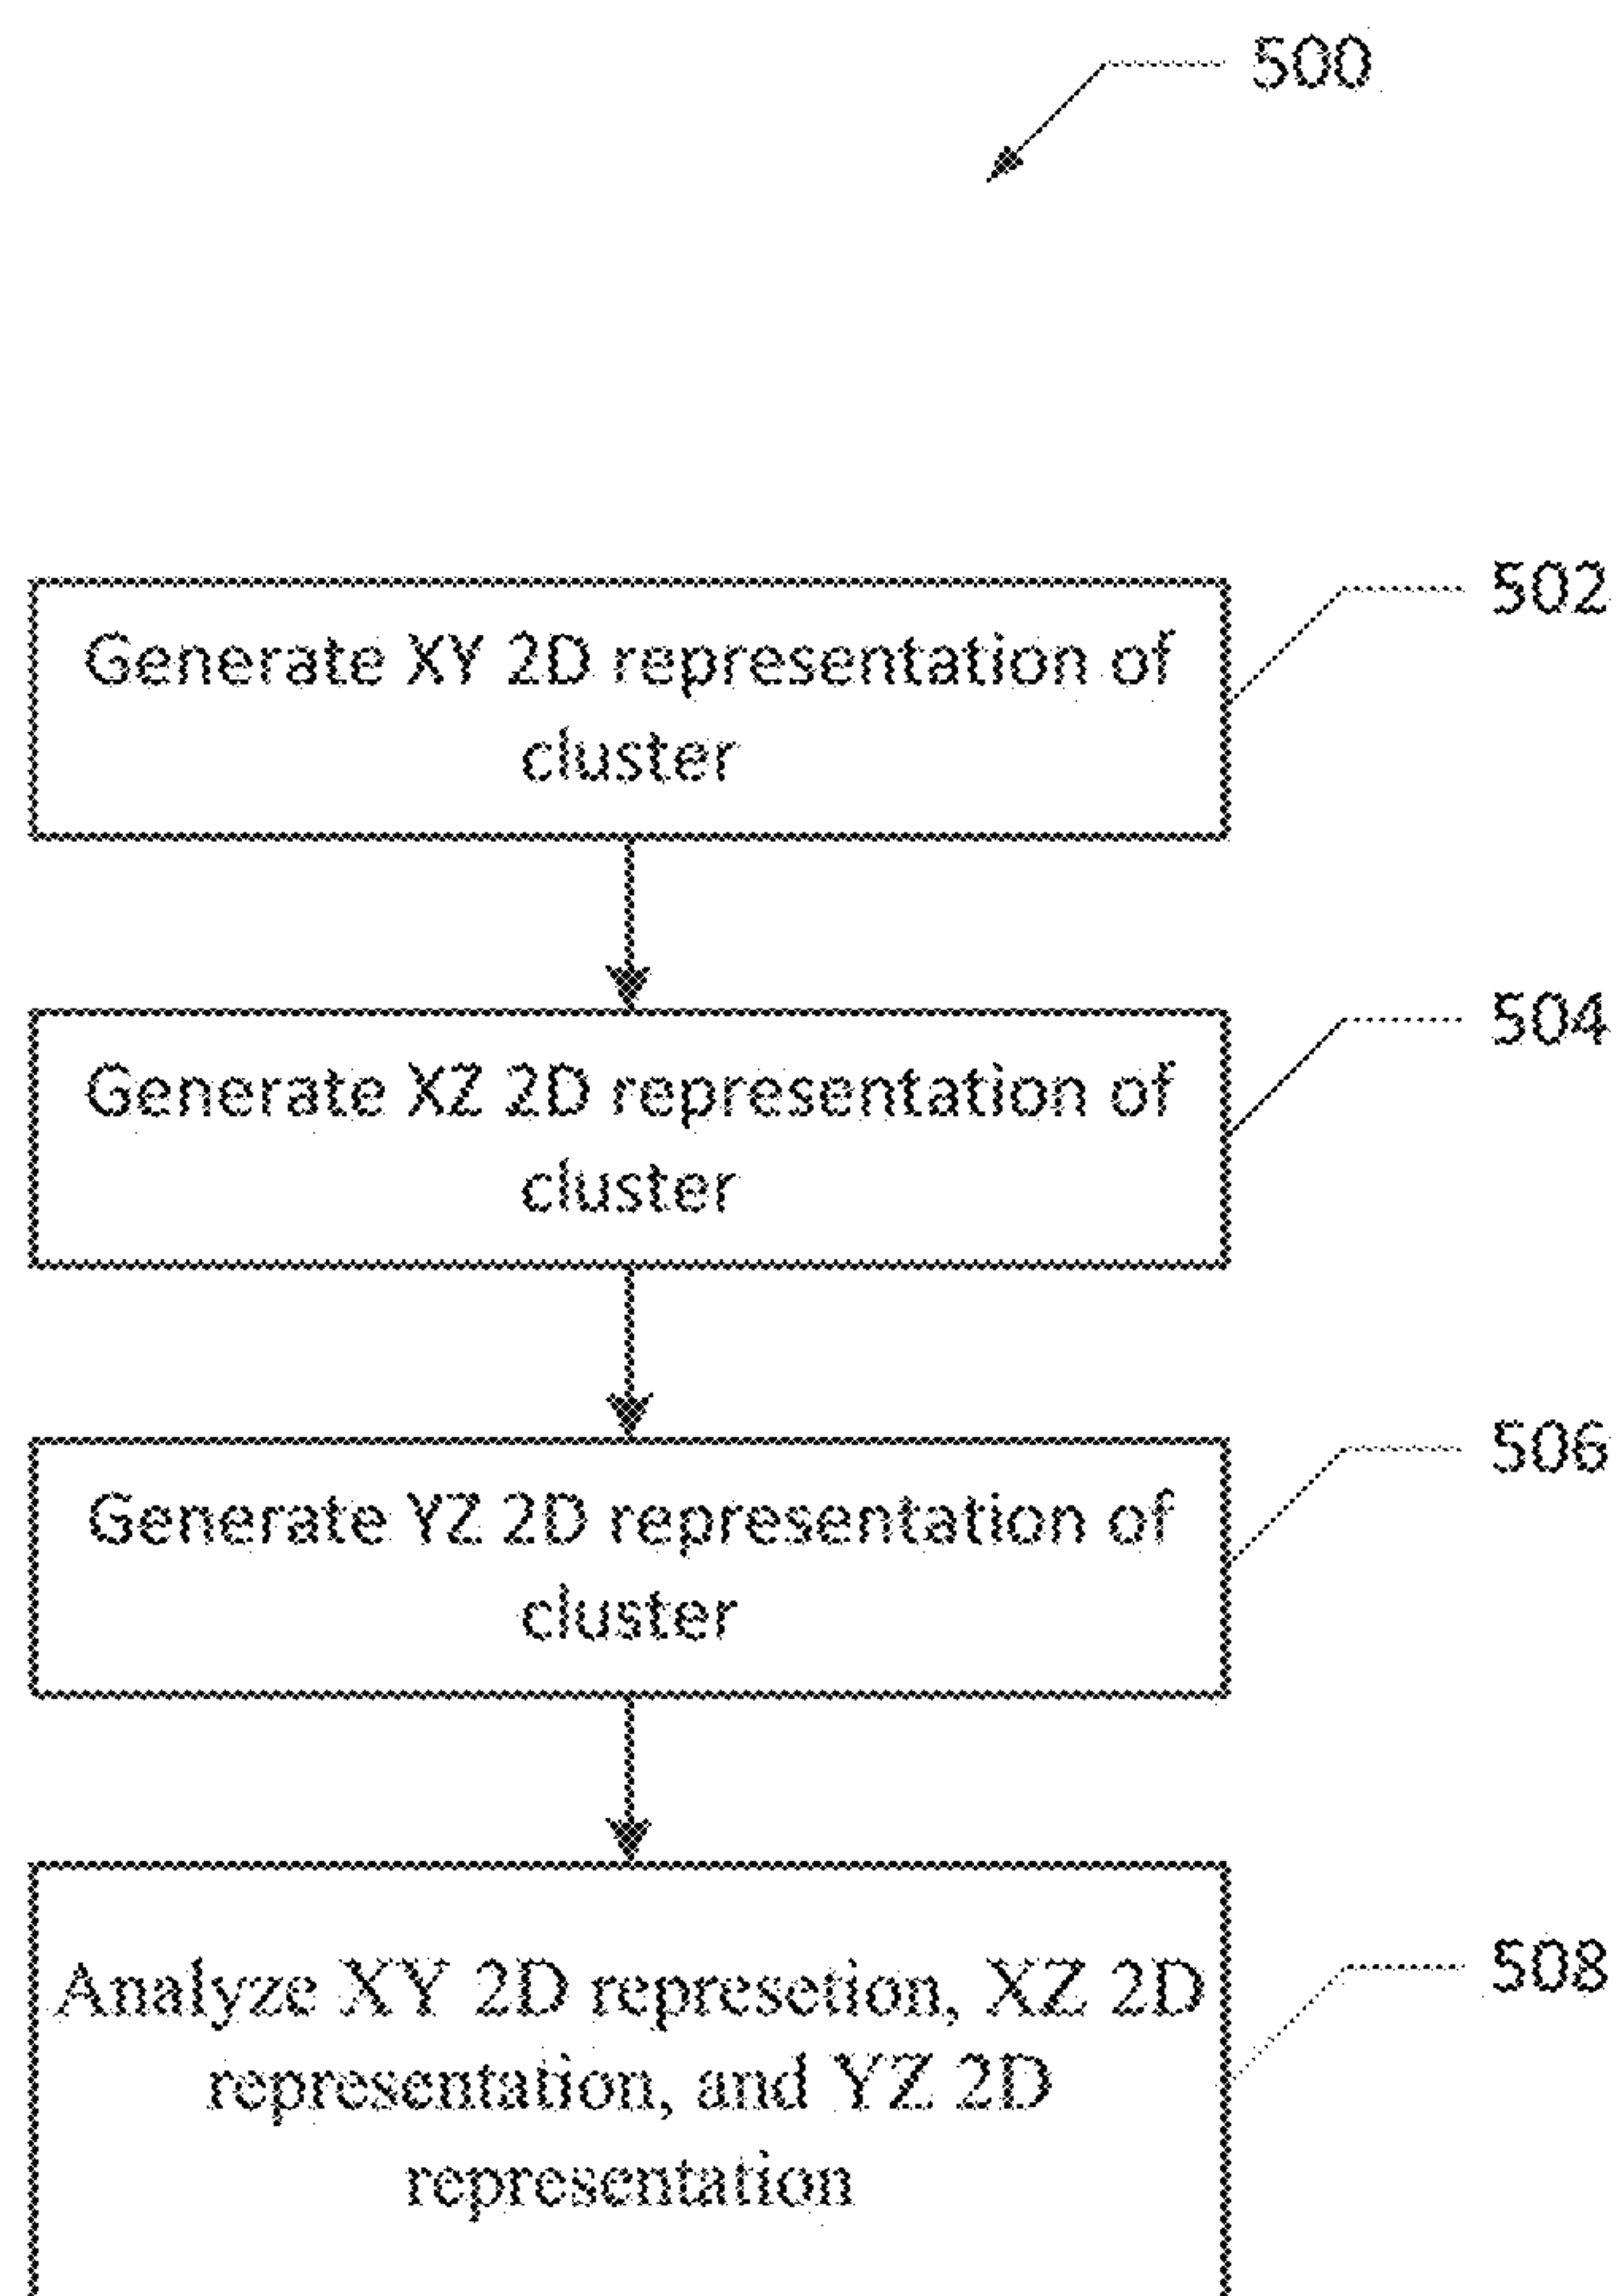 500
Generate XY 2D representation of
cluster
502
Generate XZ 2D representation of
cluster
504
Generate YZ 2D representation of
cluster
506
Analyze XY 2D represetion, XZ 2D
representation, and YZ 2D
representation
508